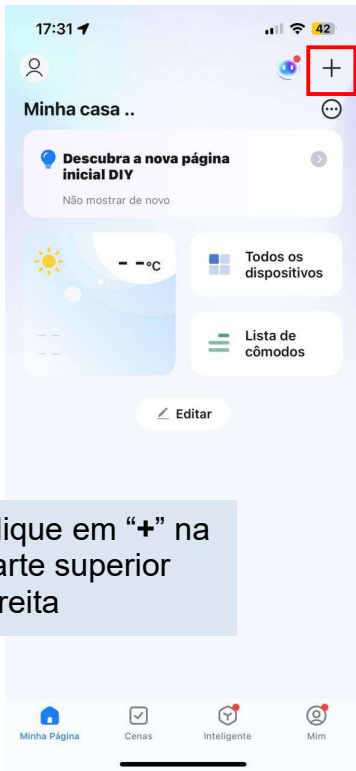 17:31
42
Minha casa ..
Descubra a nova página
inicial DIY
Não mostrar de novo
- -°C
Todos os
dispositivos
-- 
--
Lista de
cômodos
Editar
lique em “+” na
arte superior
reita
Minha Página
Cenas
Inteligente
Mim